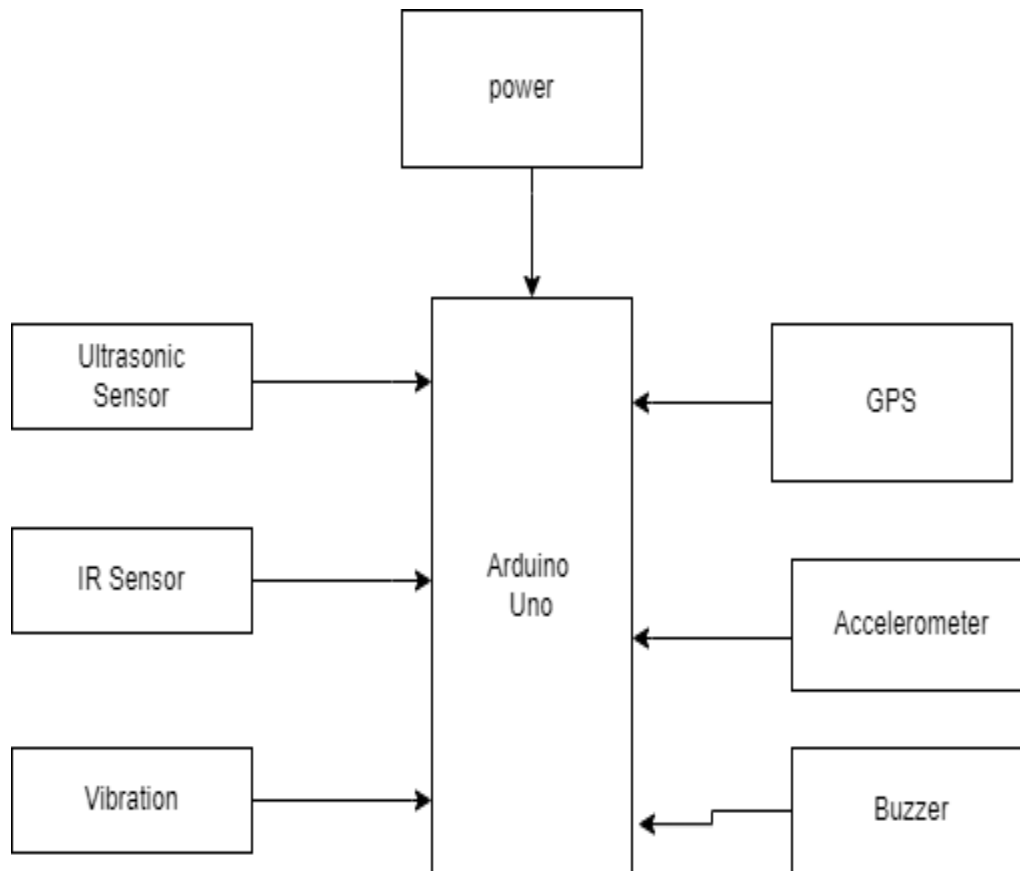 power
Ultrasonic
Sensor
GPS
IR Sensor
Arduino
Uno
Accelerometer
Vibration
Buzzer